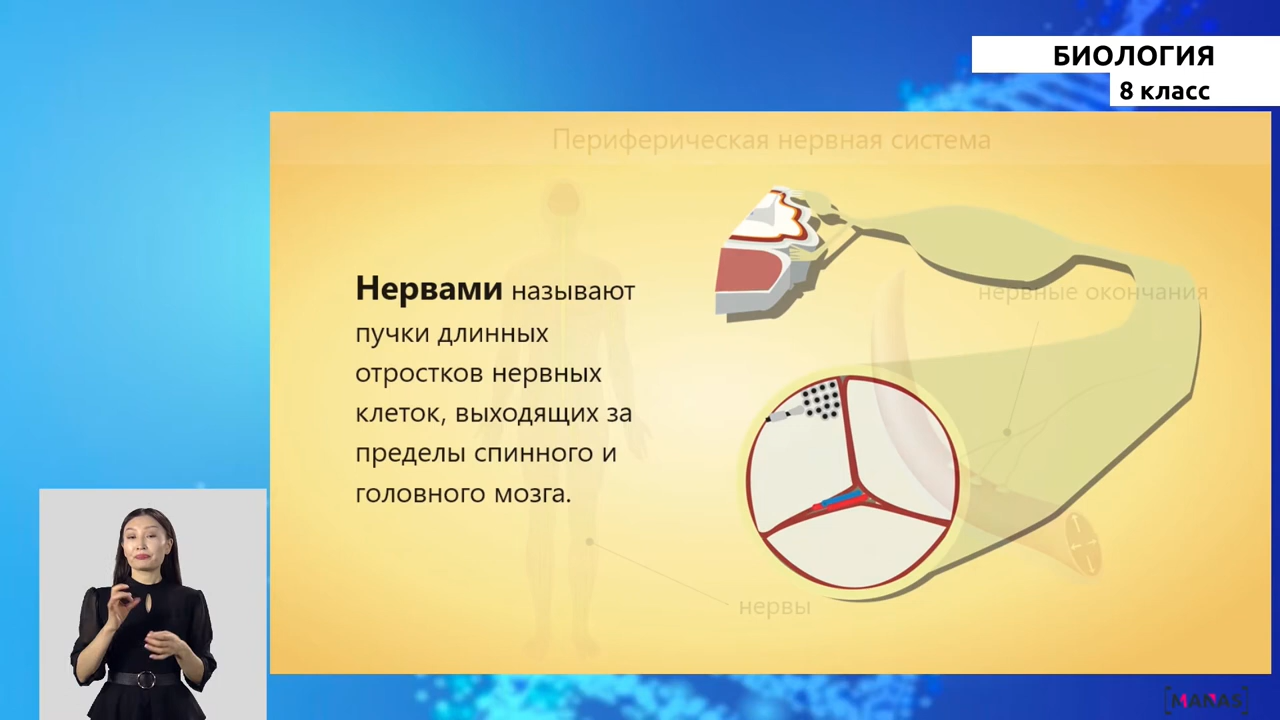 БИОЛОГИЯ
8 класс
Периферическая нервная система
Нервами называют
пучки длинных
отростков нервных
клеток, выходящих за
пределы спинного и
головного мозга.
нервные окончания
нервы
MANAS